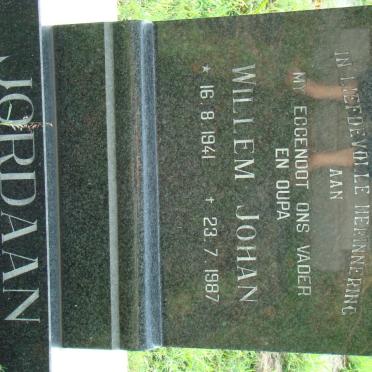 IN LIEFDEVOLLE HERINNERING
AAN
MY EGGENOOT ONS VADER
EN OUPA
WILLEM JOHAN
★ 16.8.1941 † 23.7.1987
JORDAAN